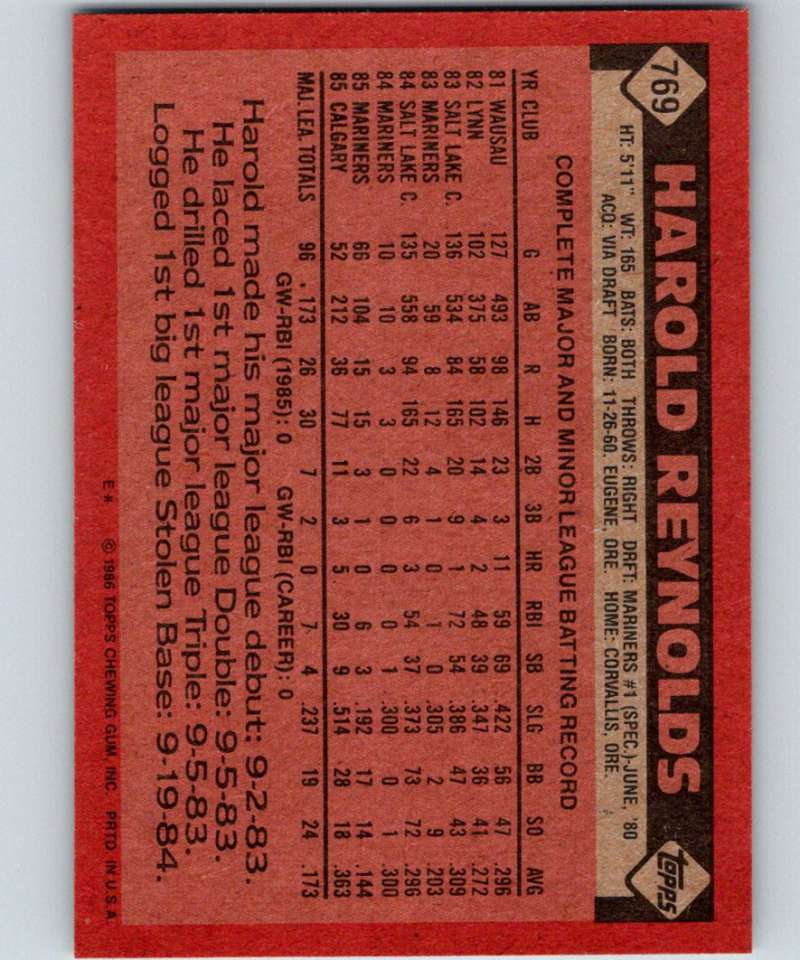 769
HAROLD REYNOLDS
topps
HT: 5'11" WT: 165 BATS: BOTH THROWS: RIGHT DRFT: MARINERS #1 (SPEC.)-JUNE, '80
ACQ: VIA DRAFT BORN: 11-26-60, EUGENE, ORE. HOME: CORVALLIS, ORE.
COMPLETE MAJOR AND MINOR LEAGUE BATTING RECORD
YR CLUB G AB R H 2B 3B HR RBI SB SLG BB SO AVG
81 WAUSAU 127 493 98 146 23 3 11 59 69 .422 56 47 .296
82 LYNN 102 375 58 102 14 4 2 48 39 .347 36 41 .272
83 SALT LAKE C. 136 534 84 165 20 9 1 72 54 .386 47 43 .309
83 MARINERS 20 59 8 12 4 1 0 1 0 .305 2 9 .203
84 SALT LAKE C. 135 558 94 165 22 6 3 54 37 .373 73 72 .296
84 MARINERS 10 10 3 3 0 0 0 0 1 .300 0 1 .300
85 MARINERS 66 104 15 15 3 1 0 6 3 .192 17 14 .144
85 CALGARY 52 212 36 77 11 3 5 30 9 .514 28 18 .363
MAJ. LEA. TOTALS 96 173 26 30 7 2 0 7 4 .237 19 24 .173
GW-RBI (1985): 0 GW-RBI (CAREER): 0
Harold made his major league debut: 9-2-83.
He laced 1st major league Double: 9-5-83.
He drilled 1st major league Triple: 9-5-83.
Logged 1st big league Stolen Base: 9-19-84.
E* © 1986 TOPPS CHEWING GUM, INC. PRTD. IN U.S.A.